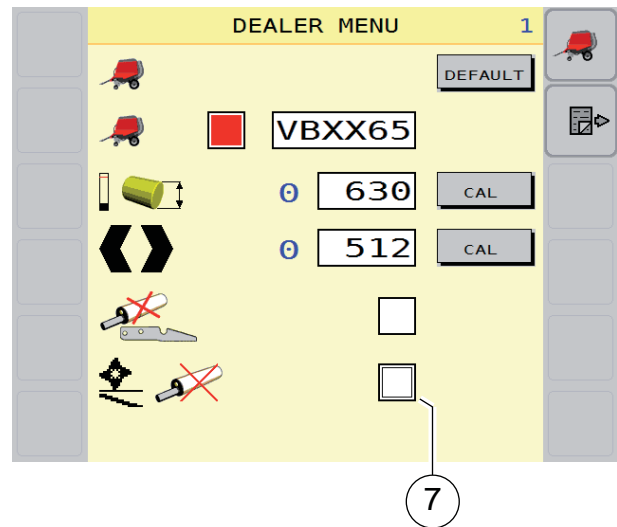 DEALER MENU 1
DEFAULT
VBXX65
0 630 CAL
0 512 CAL
7